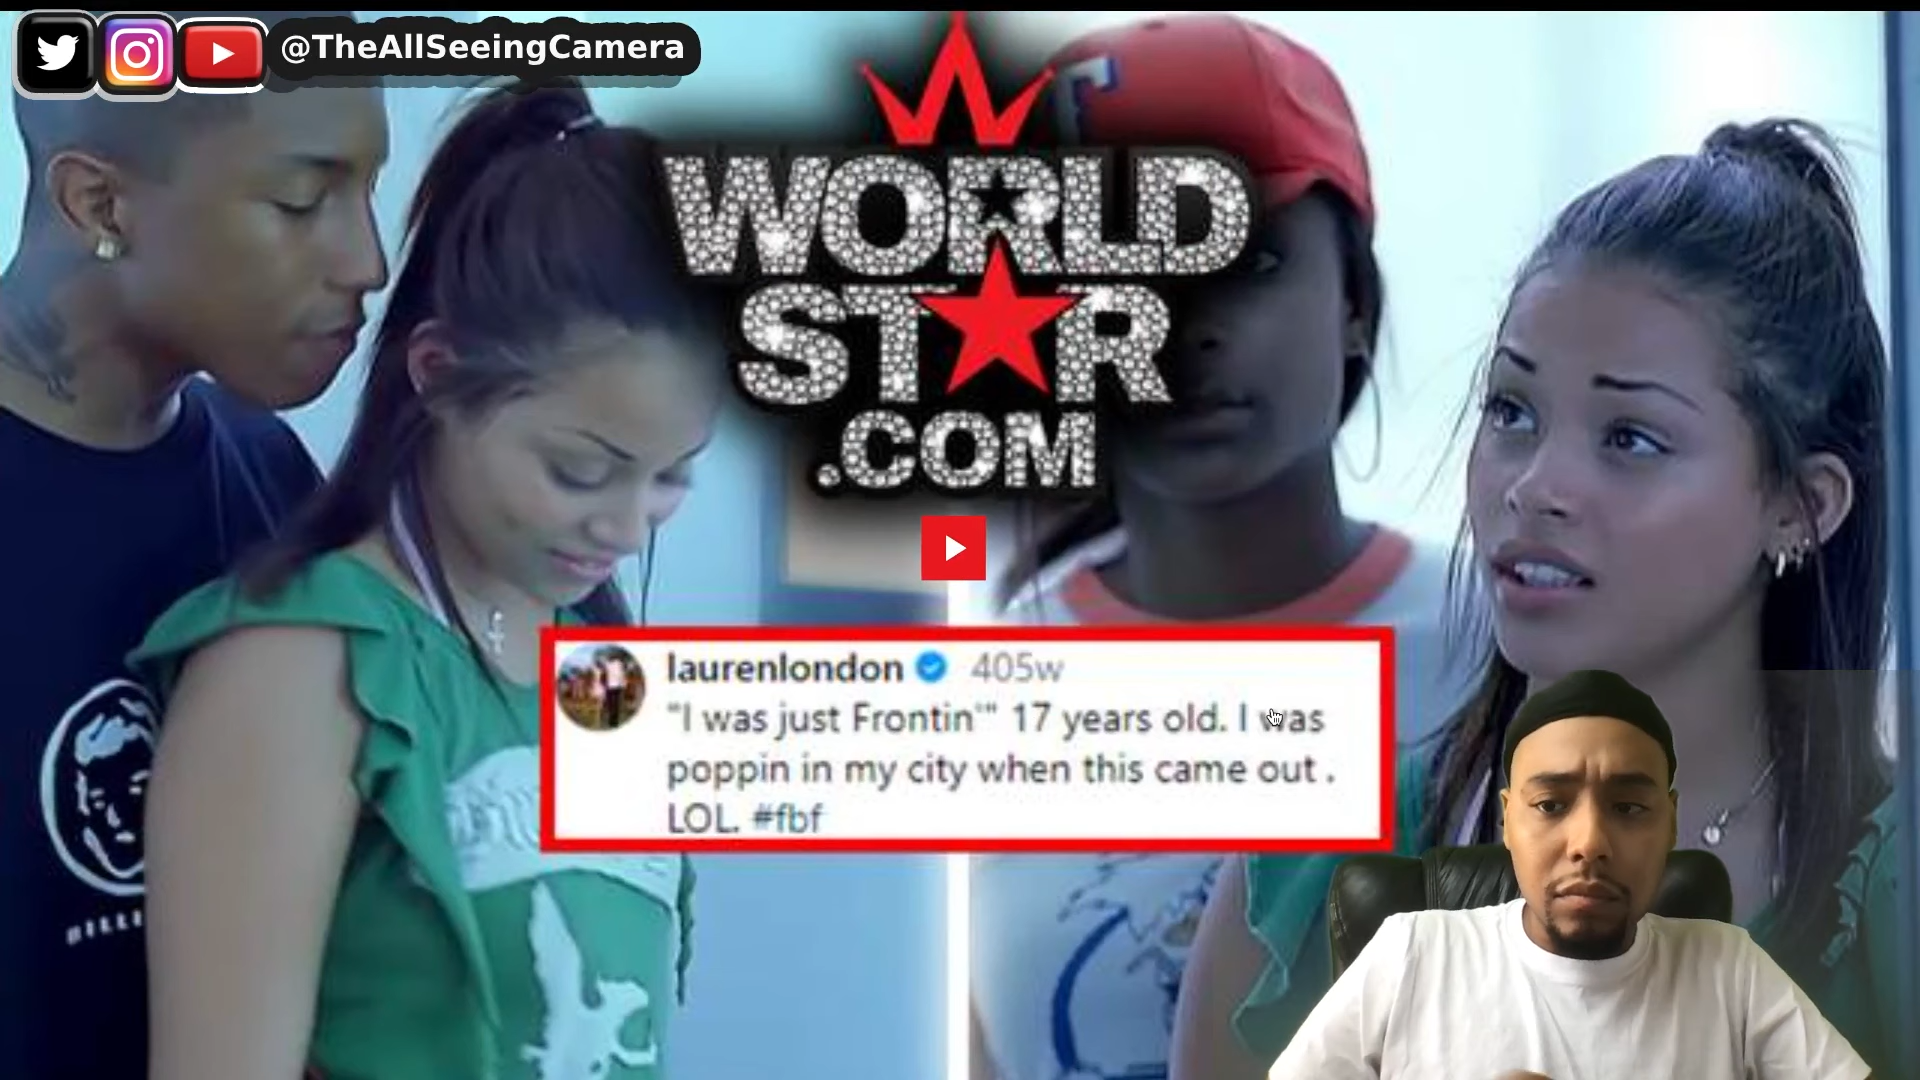 @TheAllSeeingCamera
WORLD
STAR
.COM
laurenlondon 405w
"I was just Frontin'" 17 years old. I was
poppin in my city when this came out .
LOL. #fbf